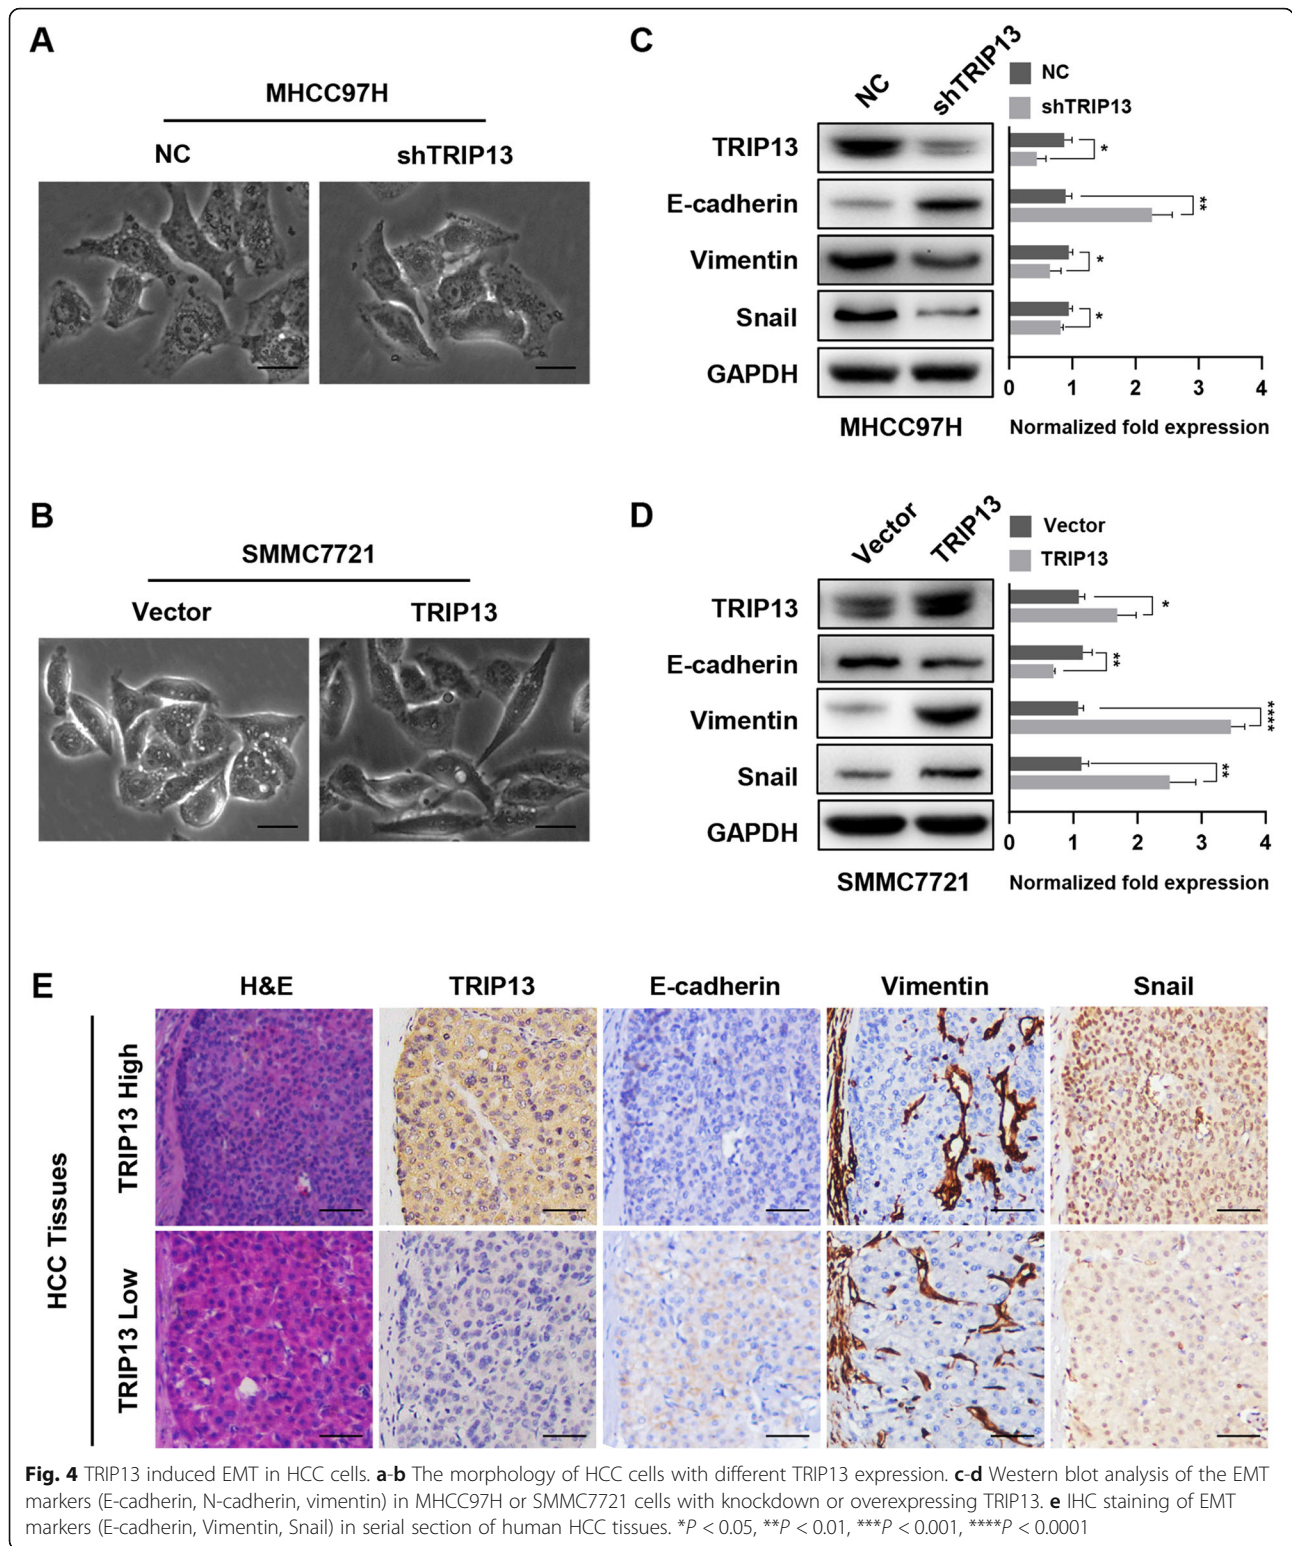 A
MHCC97H
NC shTRIP13
C
NC shTRIP13
NC
shTRIP13
TRIP13
*
E-cadherin
**
Vimentin
*
Snail
*
GAPDH
0 1 2 3 4
MHCC97H Normalized fold expression
B
SMMC7721
Vector TRIP13
D
Vector TRIP13
Vector
TRIP13
TRIP13
*
E-cadherin
**
Vimentin
****
Snail
**
GAPDH
0 1 2 3 4
SMMC7721 Normalized fold expression
E
H&E TRIP13 E-cadherin Vimentin Snail
HCC Tissues
TRIP13 High
TRIP13 Low
Fig. 4 TRIP13 induced EMT in HCC cells. a-b The morphology of HCC cells with different TRIP13 expression. c-d Western blot analysis of the EMT
markers (E-cadherin, N-cadherin, vimentin) in MHCC97H or SMMC7721 cells with knockdown or overexpressing TRIP13. e IHC staining of EMT
markers (E-cadherin, Vimentin, Snail) in serial section of human HCC tissues. *P < 0.05, **P < 0.01, ***P < 0.001, ****P < 0.0001